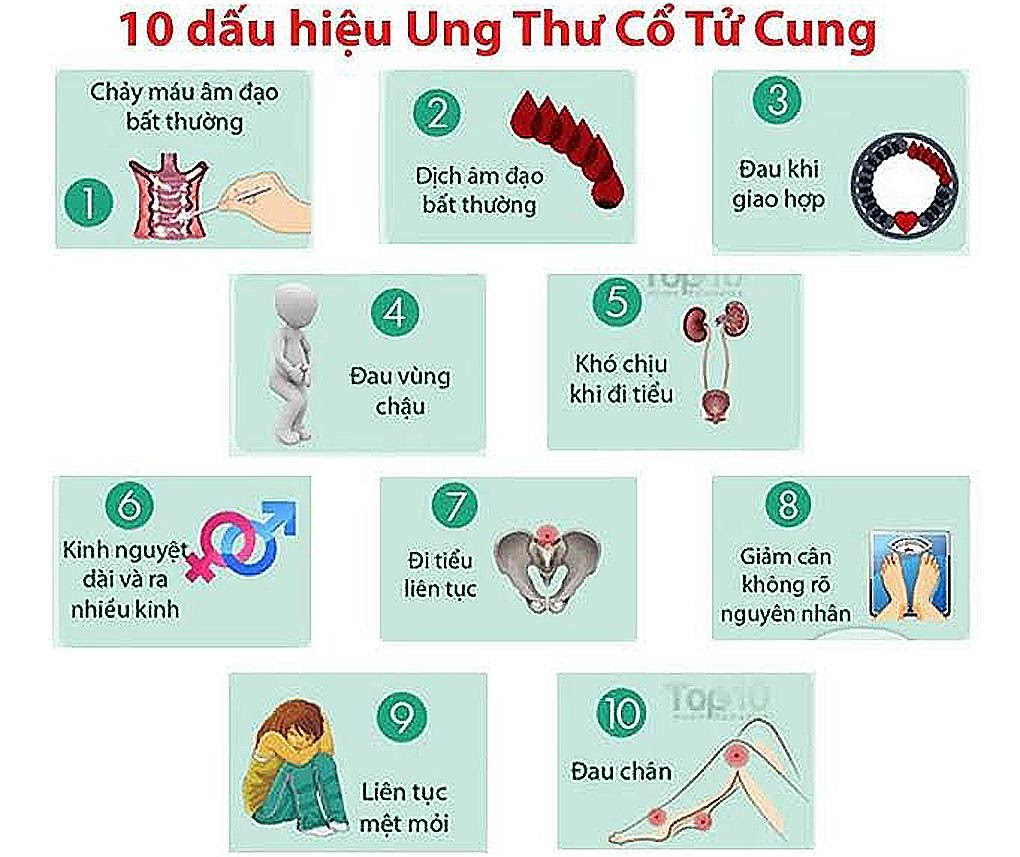 10 dấu hiệu Ung Thư Cổ Tử Cung
Chảy máu âm đạo
bất thường
1
2
Dịch âm đạo
bất thường
3
Đau khi
giao hợp
4
Đau vùng
chậu
Top10
5
Khó chịu
khi đi tiểu
6
Kinh nguyệt
dài và ra
nhiều kinh
7
Đi tiểu
liên tục
8
Giảm cân
không rõ
nguyên nhân
9
Liên tục
mệt mỏi
Top10
10
Đau chân